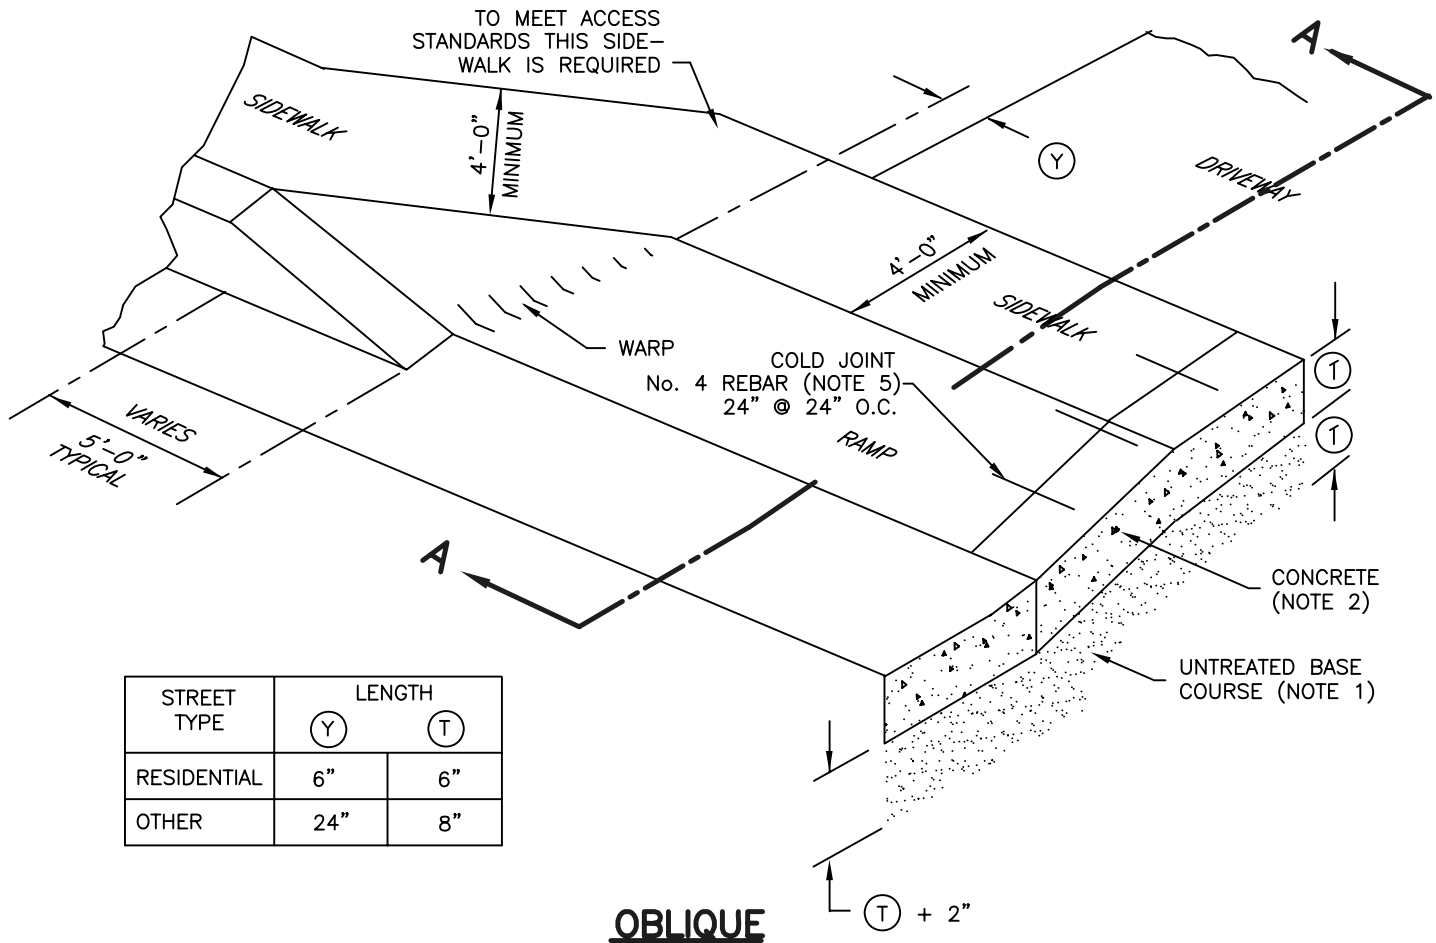 TO MEET ACCESS
STANDARDS THIS SIDE–
WALK IS REQUIRED
A
SIDEWALK
4'–0"
MINIMUM
Y
DRIVEWAY
4'–0"
MINIMUM
SIDEWALK
WARP
COLD JOINT
No. 4 REBAR (NOTE 5)
24" @ 24" O.C.
T
T
VARIES
5'–0"
TYPICAL
RAMP
A
CONCRETE
(NOTE 2)
UNTREATED BASE
COURSE (NOTE 1)
STREET
TYPE
LENGTH
Y T
RESIDENTIAL 6" 6"
OTHER 24" 8"
T + 2"
OBLIQUE